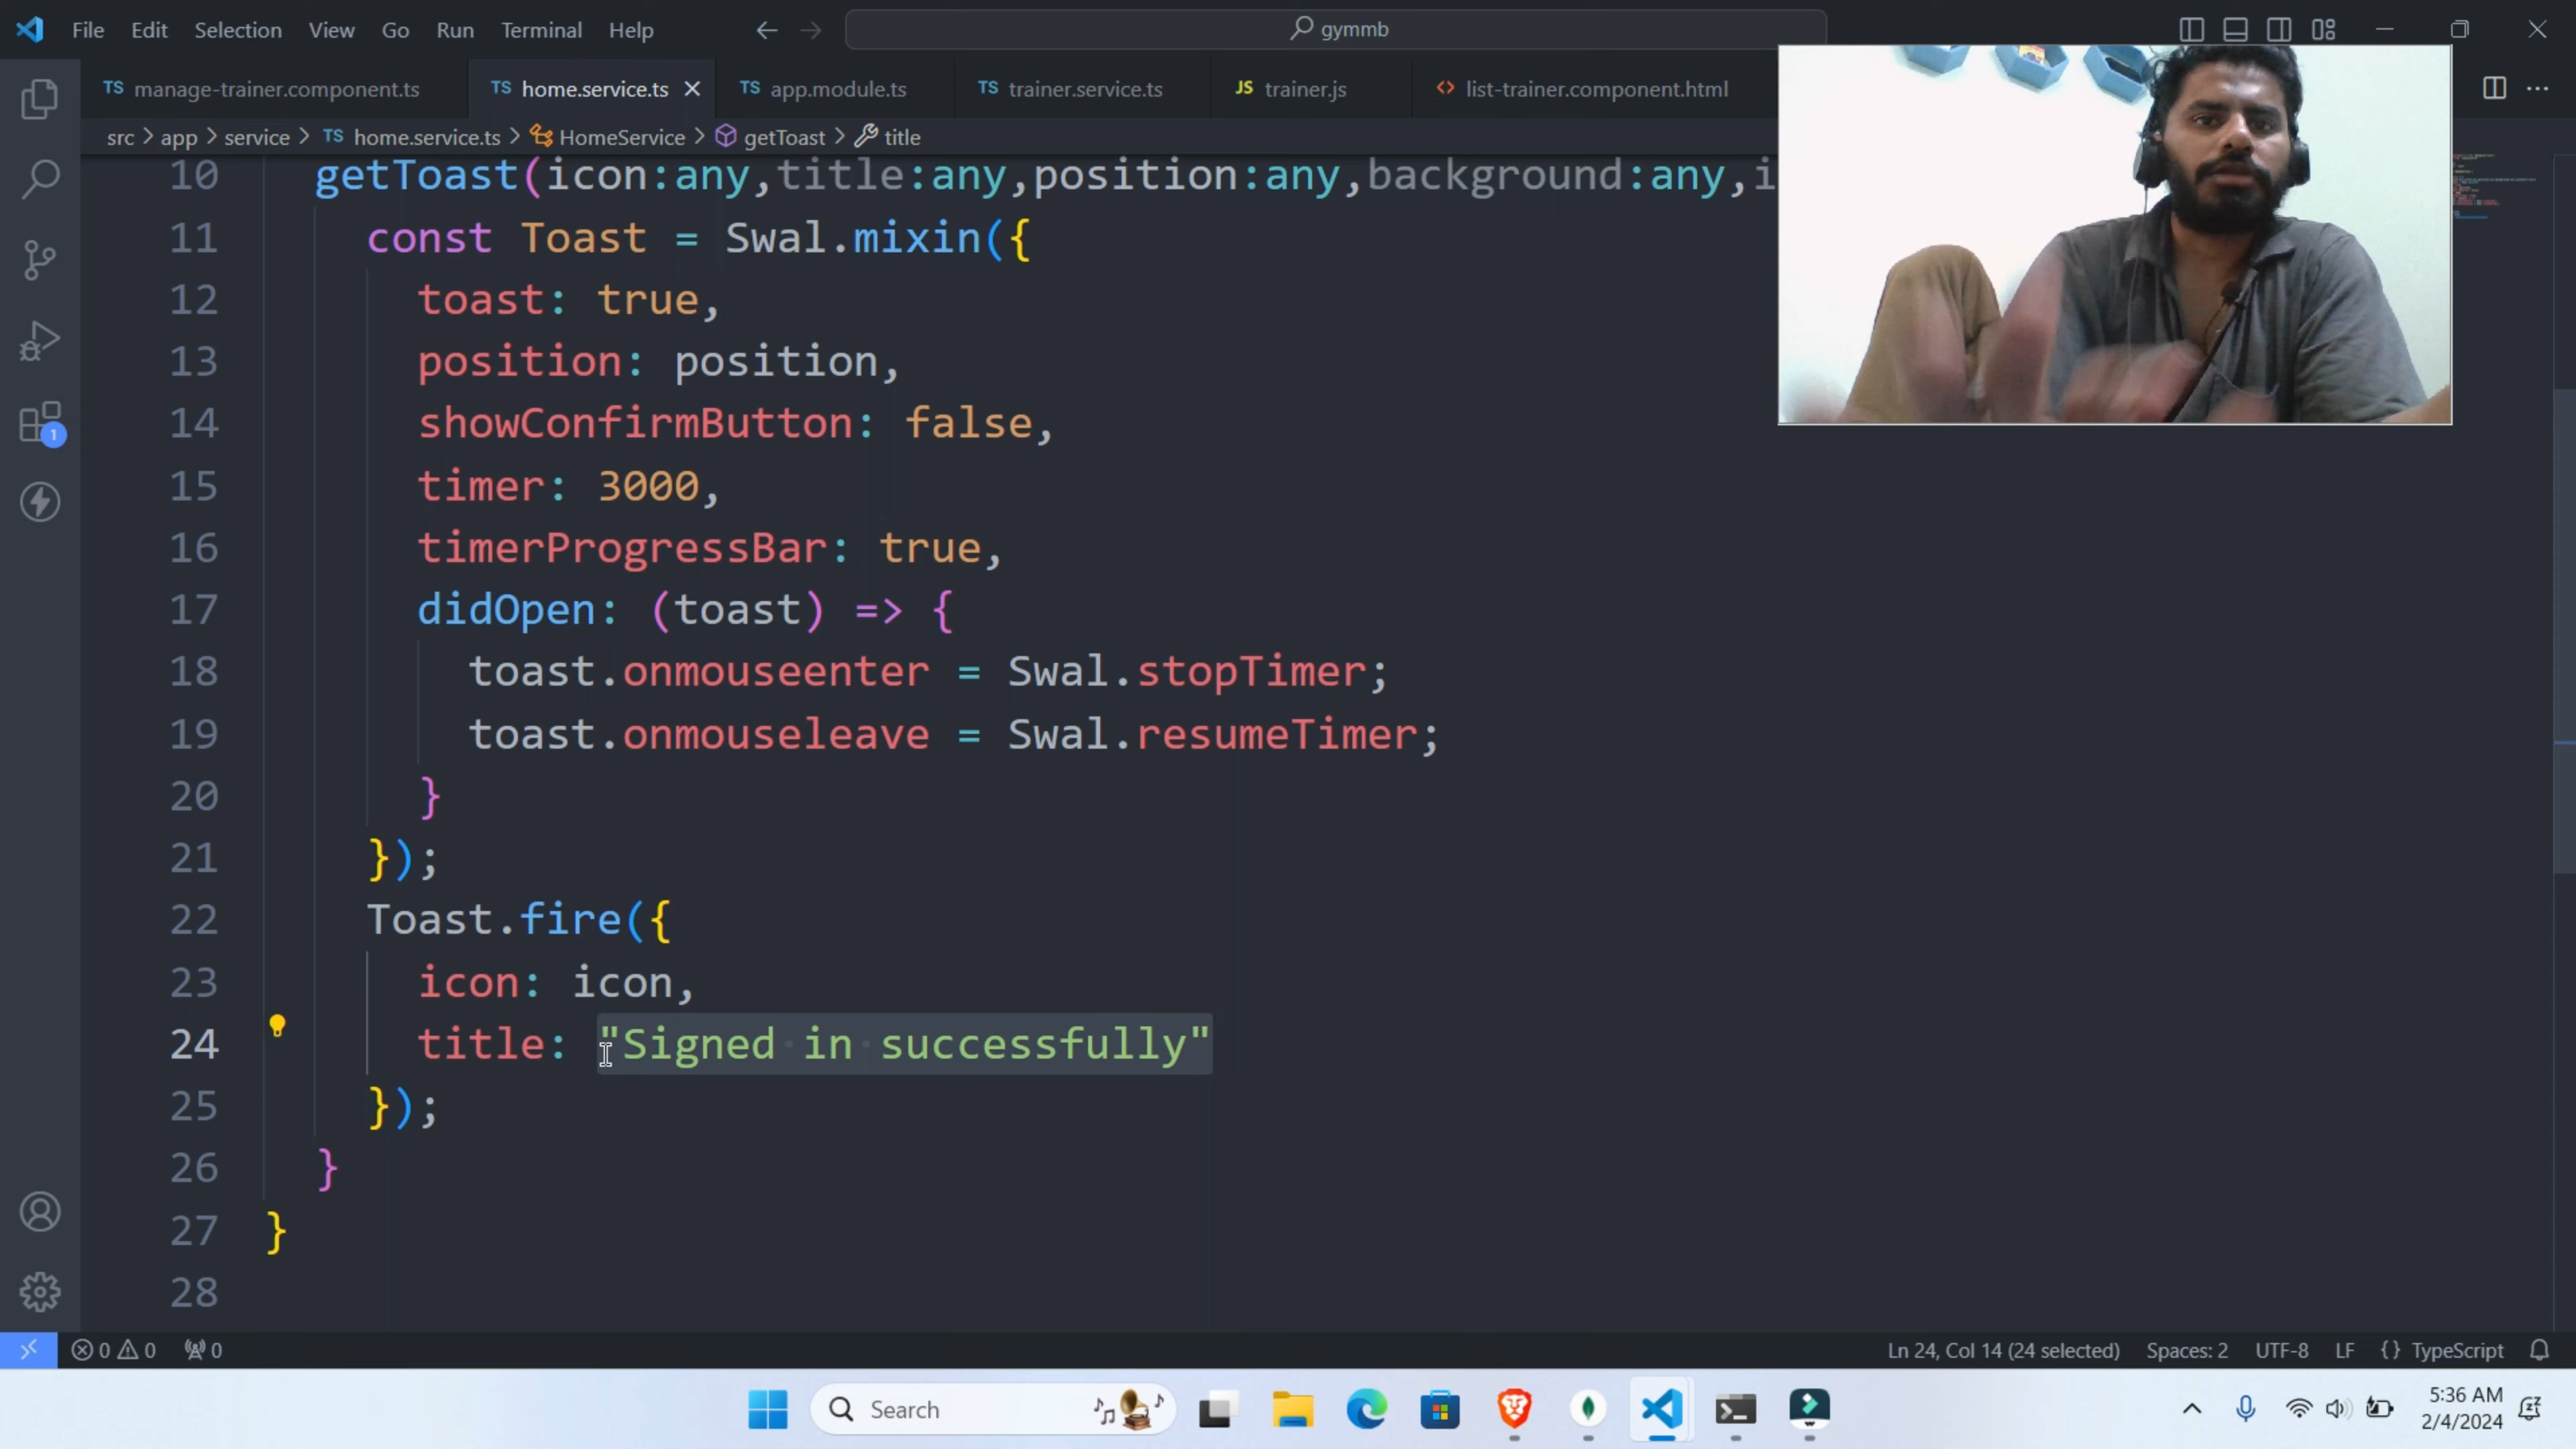 File Edit Selection View Go Run Terminal Help
gymmb
TS manage-trainer.component.ts
TS home.service.ts
TS app.module.ts
TS trainer.service.ts
JS trainer.js
<> list-trainer.component.html
src > app > service > TS home.service.ts > HomeService > getToast > title
10 getToast(icon:any,title:any,position:any,background:any,i
11 const Toast = Swal.mixin({
12 toast: true,
13 position: position,
14 showConfirmButton: false,
15 timer: 3000,
16 timerProgressBar: true,
17 didOpen: (toast) => {
18 toast.onmouseenter = Swal.stopTimer;
19 toast.onmouseleave = Swal.resumeTimer;
20 }
21 });
22 Toast.fire({
23 icon: icon,
24 title: "Signed in successfully"
25 });
26 }
27 }
28
1
0 0 0
Ln 24, Col 14 (24 selected) Spaces: 2 UTF-8 LF {} TypeScript
Search
5:36 AM
2/4/2024